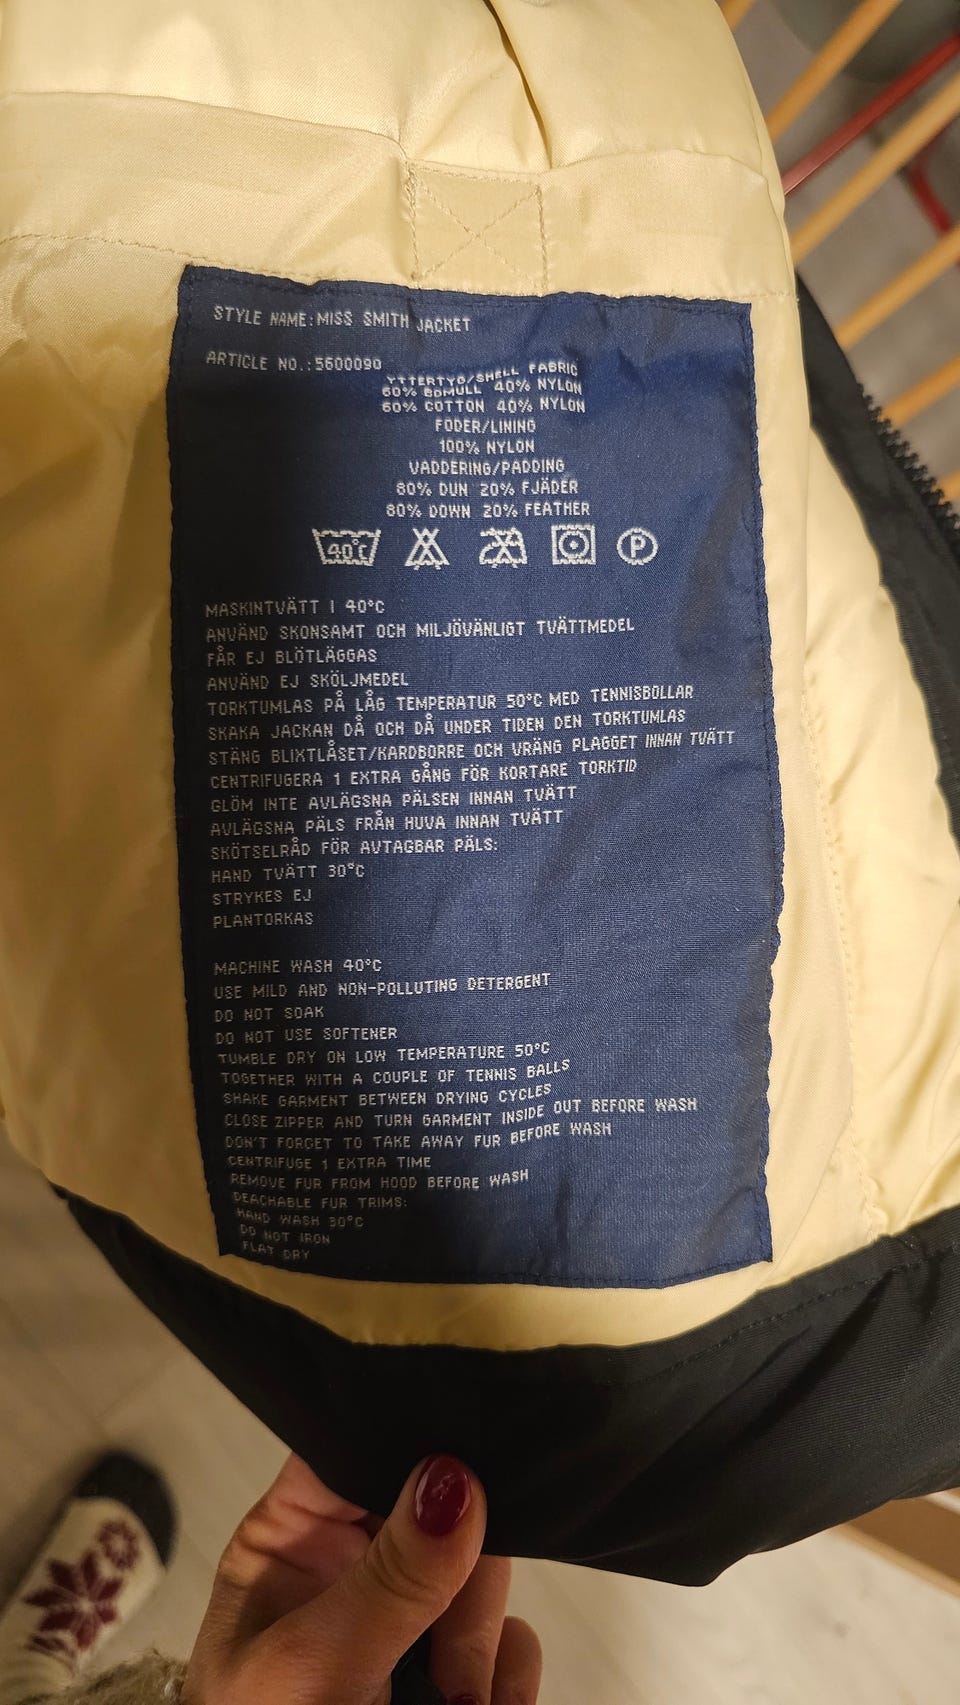 STYLE NAME: MISS SMITH JACKET
ARTICLE NO.: 5600090
YTTERTYG/SHELL FABRIC
60% BOMULL 40% NYLON
60% COTTON 40% NYLON
FODER/LINING
100% NYLON
VADDERING/PADDING
80% DUN 20% FJÄDER
80% DOWN 20% FEATHER
40°C P
MASKINTVÄTT I 40°C
ANVÄND SKONSAMT OCH MILJÖVÄNLIGT TVÄTTMEDEL
FÅR EJ BLÖTLÄGGAS
ANVÄND EJ SKÖLJMEDEL
TORKTUMLAS PÅ LÅG TEMPERATUR 50°C MED TENNISBOLLAR
SKAKA JACKAN DÅ OCH DÅ UNDER TIDEN DEN TORKTUMLAS
STÄNG BLIXTLÅSET/KARDBORRE OCH VRÄNG PLAGGET INNAN TVÄTT
CENTRIFUGERA 1 EXTRA GÅNG FÖR KORTARE TORKTID
GLÖM INTE AVLÄGSNA PÄLSEN INNAN TVÄTT
AVLÄGSNA PÄLS FRÅN HUVA INNAN TVÄTT
SKÖTSELRÅD FÖR AVTAGBAR PÄLS:
HAND TVÄTT 30°C
STRYKES EJ
PLANTORKAS
MACHINE WASH 40°C
USE MILD AND NON-POLLUTING DETERGENT
DO NOT SOAK
DO NOT USE SOFTENER
TUMBLE DRY ON LOW TEMPERATURE 50°C
TOGETHER WITH A COUPLE OF TENNIS BALLS
SHAKE GARMENT BETWEEN DRYING CYCLES
CLOSE ZIPPER AND TURN GARMENT INSIDE OUT BEFORE WASH
DON'T FORGET TO TAKE AWAY FUR BEFORE WASH
CENTRIFUGE 1 EXTRA TIME
REMOVE FUR FROM HOOD BEFORE WASH
DEACHABLE FUR TRIMS:
HAND WASH 30°C
DO NOT IRON
FLAT DRY